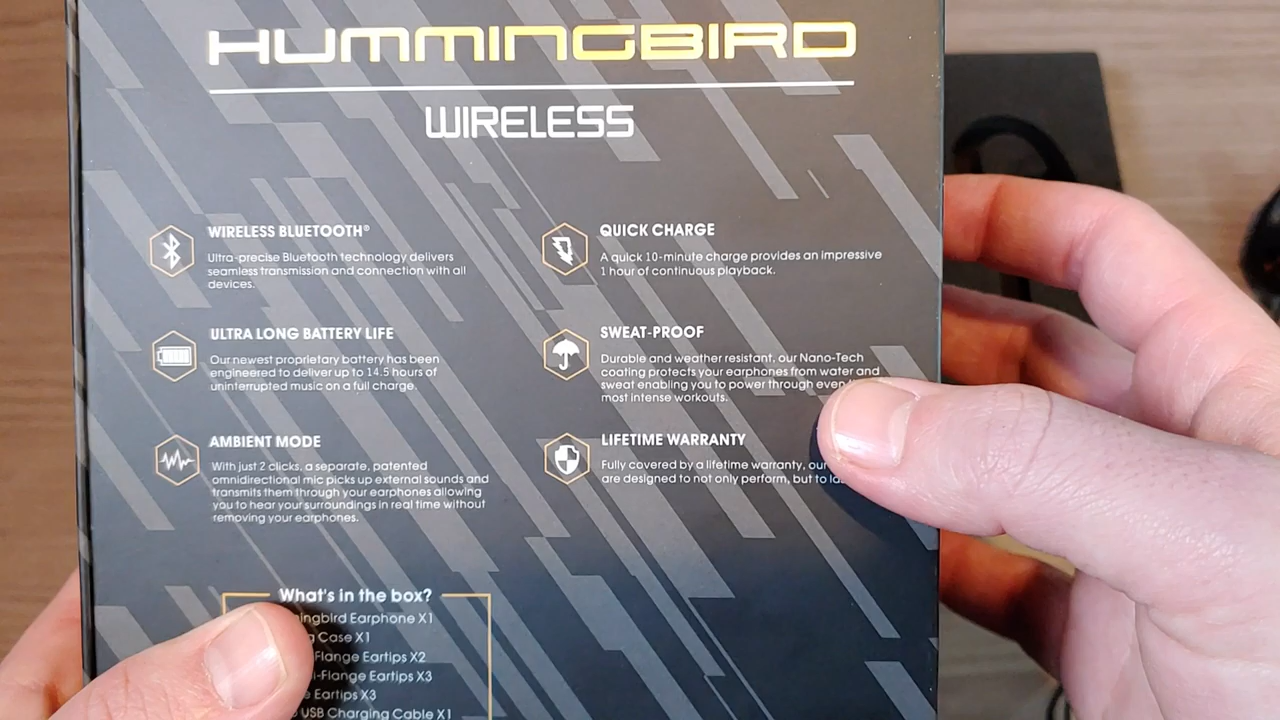 HUMMINGBIRD
WIRELESS
WIRELESS BLUETOOTH®
Ultra-precise Bluetooth technology delivers
seamless transmission and connection with all
devices.
QUICK CHARGE
A quick 10-minute charge provides an impressive
1 hour of continuous playback.
ULTRA LONG BATTERY LIFE
Our newest proprietary battery has been
engineered to deliver up to 14.5 hours of
uninterrupted music on a full charge.
SWEAT-PROOF
Durable and weather resistant, our Nano-Tech
coating protects your earphones from water and
sweat enabling you to power through even
most intense workouts.
AMBIENT MODE
With just 2 clicks, a separate, patented
omnidirectional mic picks up external sounds and
transmits them through your earphones allowing
you to hear your surroundings in real time without
removing your earphones.
LIFETIME WARRANTY
Fully covered by a lifetime warranty, our
are designed to not only perform, but to
What's in the box?
Earphone X1
Case X1
Flange Eartips X2
Flange Eartips X3
Eartips X3
USB Charging Cable X1